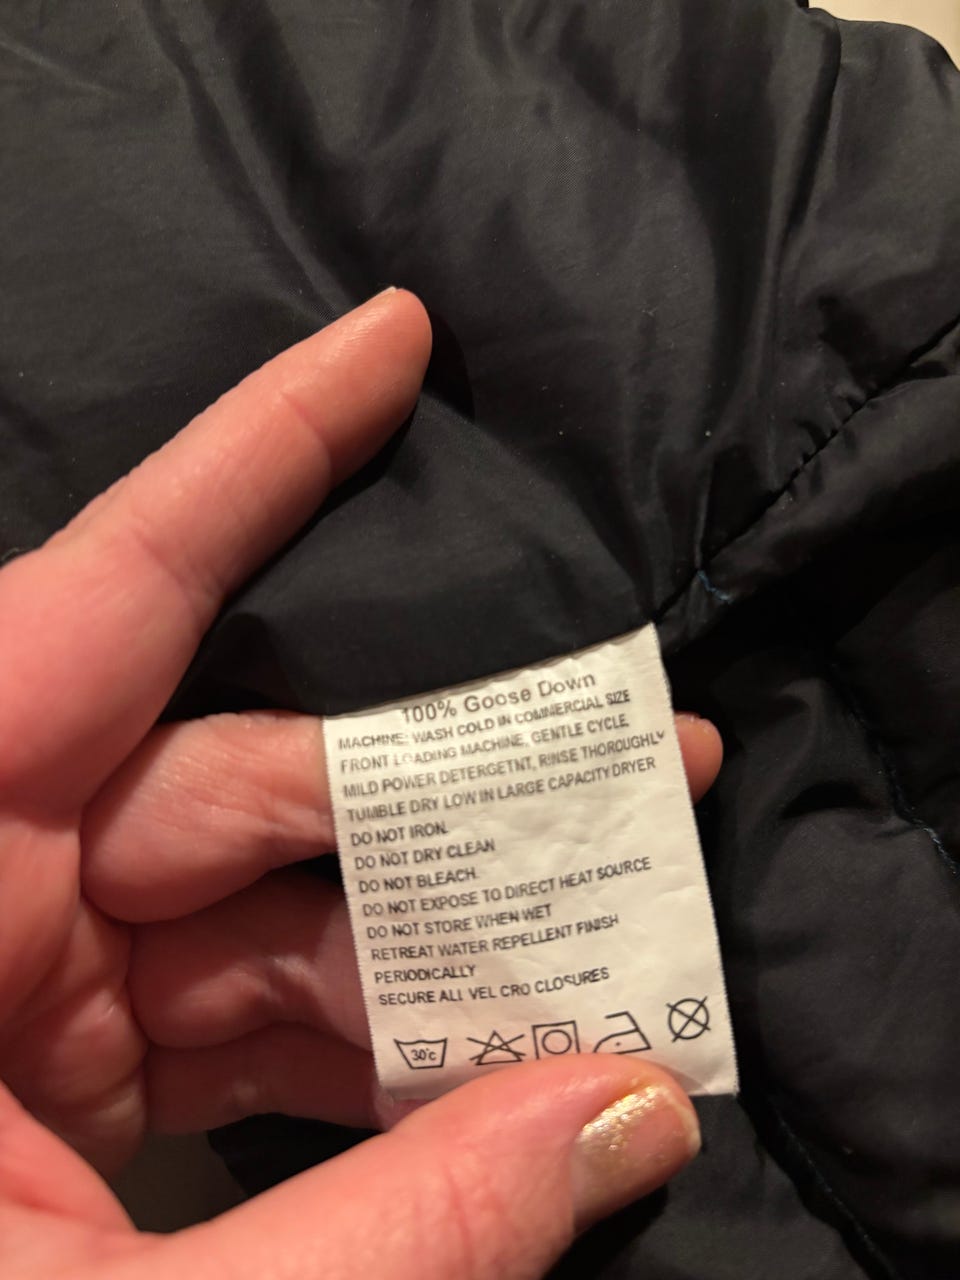 100% Goose Down
MACHINE: WASH COLD IN COMMERCIAL SIZE
FRONT LOADING MACHINE, GENTLE CYCLE,
MILD POWER DETERGETNT, RINSE THOROUGHLY
TUMBLE DRY LOW IN LARGE CAPACITY DRYER
DO NOT IRON.
DO NOT DRY CLEAN
DO NOT BLEACH.
DO NOT EXPOSE TO DIRECT HEAT SOURCE
DO NOT STORE WHEN WET
RETREAT WATER REPELLENT FINISH
PERIODICALLY
SECURE ALL VEL CRO CLOSURES
30°c